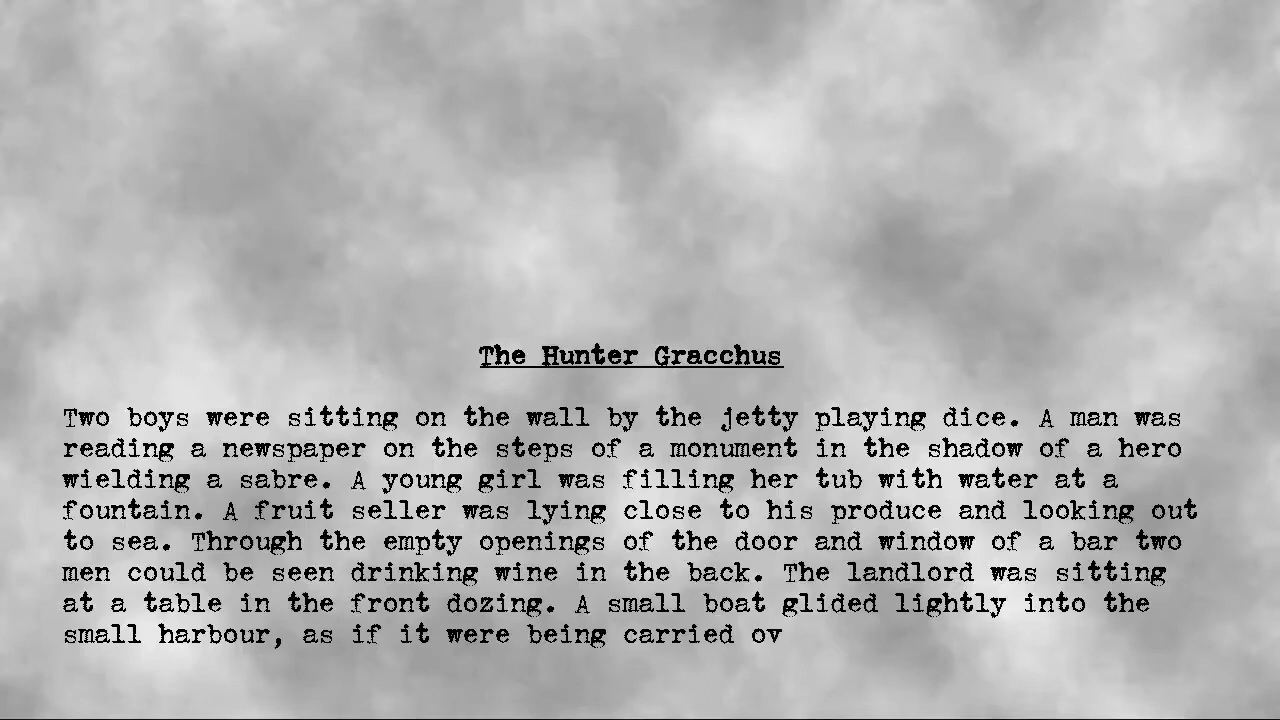 The Hunter Gracchus
Two boys were sitting on the wall by the jetty playing dice. A man was
reading a newspaper on the steps of a monument in the shadow of a hero
wielding a sabre. A young girl was filling her tub with water at a
fountain. A fruit seller was lying close to his produce and looking out
to sea. Through the empty openings of the door and window of a bar two
men could be seen drinking wine in the back. The landlord was sitting
at a table in the front dozing. A small boat glided lightly into the
small harbour, as if it were being carried ov